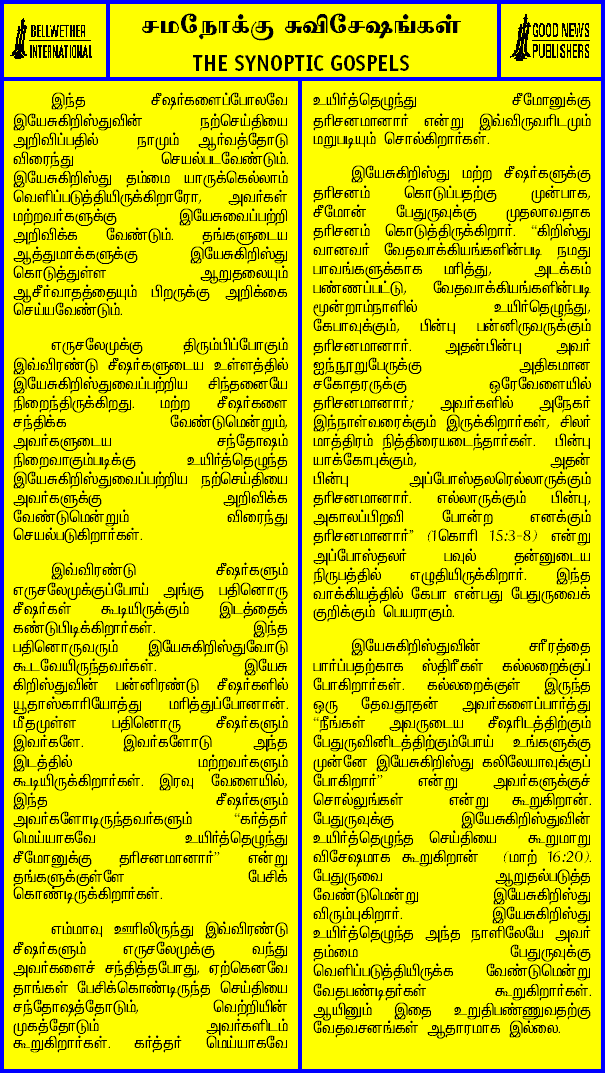 BELLWETHER
INTERNATIONAL
சமநோக்கு சுவிசேஷங்கள்
THE SYNOPTIC GOSPELS
GOOD NEWS
PUBLISHERS
இந்த சீஷர்களைப்போலவே
இயேசுகிறிஸ்துவின் நற்செய்தியை
அறிவிப்பதில் நாமும் ஆர்வத்தோடு
விரைந்து செயல்படவேண்டும்.
இயேசுகிறிஸ்து தம்மை யாருக்கெல்லாம்
வெளிப்படுத்தியிருக்கிறாரோ, அவர்கள்
மற்றவர்களுக்கு இயேசுவைப்பற்றி
அறிவிக்க வேண்டும். தங்களுடைய
ஆத்துமாக்களுக்கு இயேசுகிறிஸ்து
கொடுத்துள்ள ஆறுதலையும்
ஆசீர்வாதத்தையும் பிறருக்கு அறிக்கை
செய்யவேண்டும்.
எருசலேமுக்கு திரும்பிப்போகும்
இவ்விரண்டு சீஷர்களுடைய உள்ளத்தில்
இயேசுகிறிஸ்துவைப்பற்றிய சிந்தனையே
நிறைந்திருக்கிறது. மற்ற சீஷர்களை
சந்திக்க வேண்டுமென்றும்,
அவர்களுடைய சந்தோஷம்
நிறைவாகும்படிக்கு உயிர்த்தெழுந்த
இயேசுகிறிஸ்துவைப்பற்றிய நற்செய்தியை
அவர்களுக்கு அறிவிக்க
வேண்டுமென்றும் விரைந்து
செயல்படுகிறார்கள்.
இவ்விரண்டு சீஷர்களும்
எருசலேமுக்குப்போய் அங்கு பதினொரு
சீஷர்கள் கூடியிருக்கும் இடத்தைக்
கண்டுபிடிக்கிறார்கள். இந்த
பதினொருவரும் இயேசுகிறிஸ்துவோடு
கூடவேயிருந்தவர்கள். இயேசு
கிறிஸ்துவின் பன்னிரண்டு சீஷர்களில்
யூதாஸ்காரியோத்து மரித்துப்போனான்.
மீதமுள்ள பதினொரு சீஷர்களும்
இவர்களே. இவர்களோடு அந்த
இடத்தில் மற்றவர்களும்
கூடியிருக்கிறார்கள். இரவு வேளையில்,
இந்த சீஷர்களும்
அவர்களோடிருந்தவர்களும் “கர்த்தர்
மெய்யாகவே உயிர்த்தெழுந்து
சீமோனுக்கு தரிசனமானார்” என்று
தங்களுக்குள்ளே பேசிக்
கொண்டிருக்கிறார்கள்.
எம்மாவு ஊரிலிருந்து இவ்விரண்டு
சீஷர்களும் எருசலேமுக்கு வந்து
அவர்களைச் சந்தித்தபோது, ஏற்கெனவே
தாங்கள் பேசிக்கொண்டிருந்த செய்தியை
சந்தோஷத்தோடும், வெற்றியின்
முகத்தோடும் அவர்களிடம்
கூறுகிறார்கள். கர்த்தர் மெய்யாகவே
உயிர்த்தெழுந்து சீமோனுக்கு
தரிசனமானார் என்று இவ்விருவரிடமும்
மறுபடியும் சொல்கிறார்கள்.
இயேசுகிறிஸ்து மற்ற சீஷர்களுக்கு
தரிசனம் கொடுப்பதற்கு முன்பாக,
சீமோன் பேதுருவுக்கு முதலாவதாக
தரிசனம் கொடுத்திருக்கிறார். “கிறிஸ்து
வானவர் வேதவாக்கியங்களின்படி நமது
பாவங்களுக்காக மரித்து, அடக்கம்
பண்ணப்பட்டு, வேதவாக்கியங்களின்படி
மூன்றாம்நாளில் உயிர்தெழுந்து,
கேபாவுக்கும், பின்பு பன்னிருவருக்கும்
தரிசனமானார். அதன்பின்பு அவர்
ஐந்நூறுபேருக்கு அதிகமான
சகோதரருக்கு ஒரேவேளையில்
தரிசனமானார்; அவர்களில் அநேகர்
இந்நாள்வரைக்கும் இருக்கிறார்கள், சிலர்
மாத்திரம் நித்திரையடைந்தார்கள். பின்பு
யாக்கோபுக்கும், அதன்
பின்பு அப்போஸ்தலரெல்லாருக்கும்
தரிசனமானார். எல்லாருக்கும் பின்பு,
அகாலப்பிறவி போன்ற எனக்கும்
தரிசனமானார்” (1கொரி 15:3-8) என்று
அப்போஸ்தலர் பவுல் தன்னுடைய
நிருபத்தில் எழுதியிருக்கிறார். இந்த
வாக்கியத்தில் கேபா என்பது பேதுருவைக்
குறிக்கும் பெயராகும்.
இயேசுகிறிஸ்துவின் சரீரத்தை
பார்ப்பதற்காக ஸ்திரீகள் கல்லறைக்குப்
போகிறார்கள். கல்லறைக்குள் இருந்த
ஒரு தேவதூதன் அவர்களைப்பார்த்து
“நீங்கள் அவருடைய சீஷரிடத்திற்கும்
பேதுருவினிடத்திற்கும்போய் உங்களுக்கு
முன்னே இயேசுகிறிஸ்து கலிலேயாவுக்குப்
போகிறார்” என்று அவர்களுக்குச்
சொல்லுங்கள் என்று கூறுகிறான்.
பேதுருவுக்கு இயேசுகிறிஸ்துவின்
உயிர்த்தெழுந்த செய்தியை கூறுமாறு
விசேஷமாக கூறுகிறான் (மாற் 16:20).
பேதுருவை ஆறுதல்படுத்த
வேண்டுமென்று இயேசுகிறிஸ்து
விரும்புகிறார். இயேசுகிறிஸ்து
உயிர்த்தெழுந்த அந்த நாளிலேயே அவர்
தம்மை பேதுருவுக்கு
வெளிப்படுத்தியிருக்க வேண்டுமென்று
வேதபண்டிதர்கள் கூறுகிறார்கள்.
ஆயினும் இதை உறுதிபண்ணுவதற்கு
வேதவசனங்கள் ஆதாரமாக இல்லை.